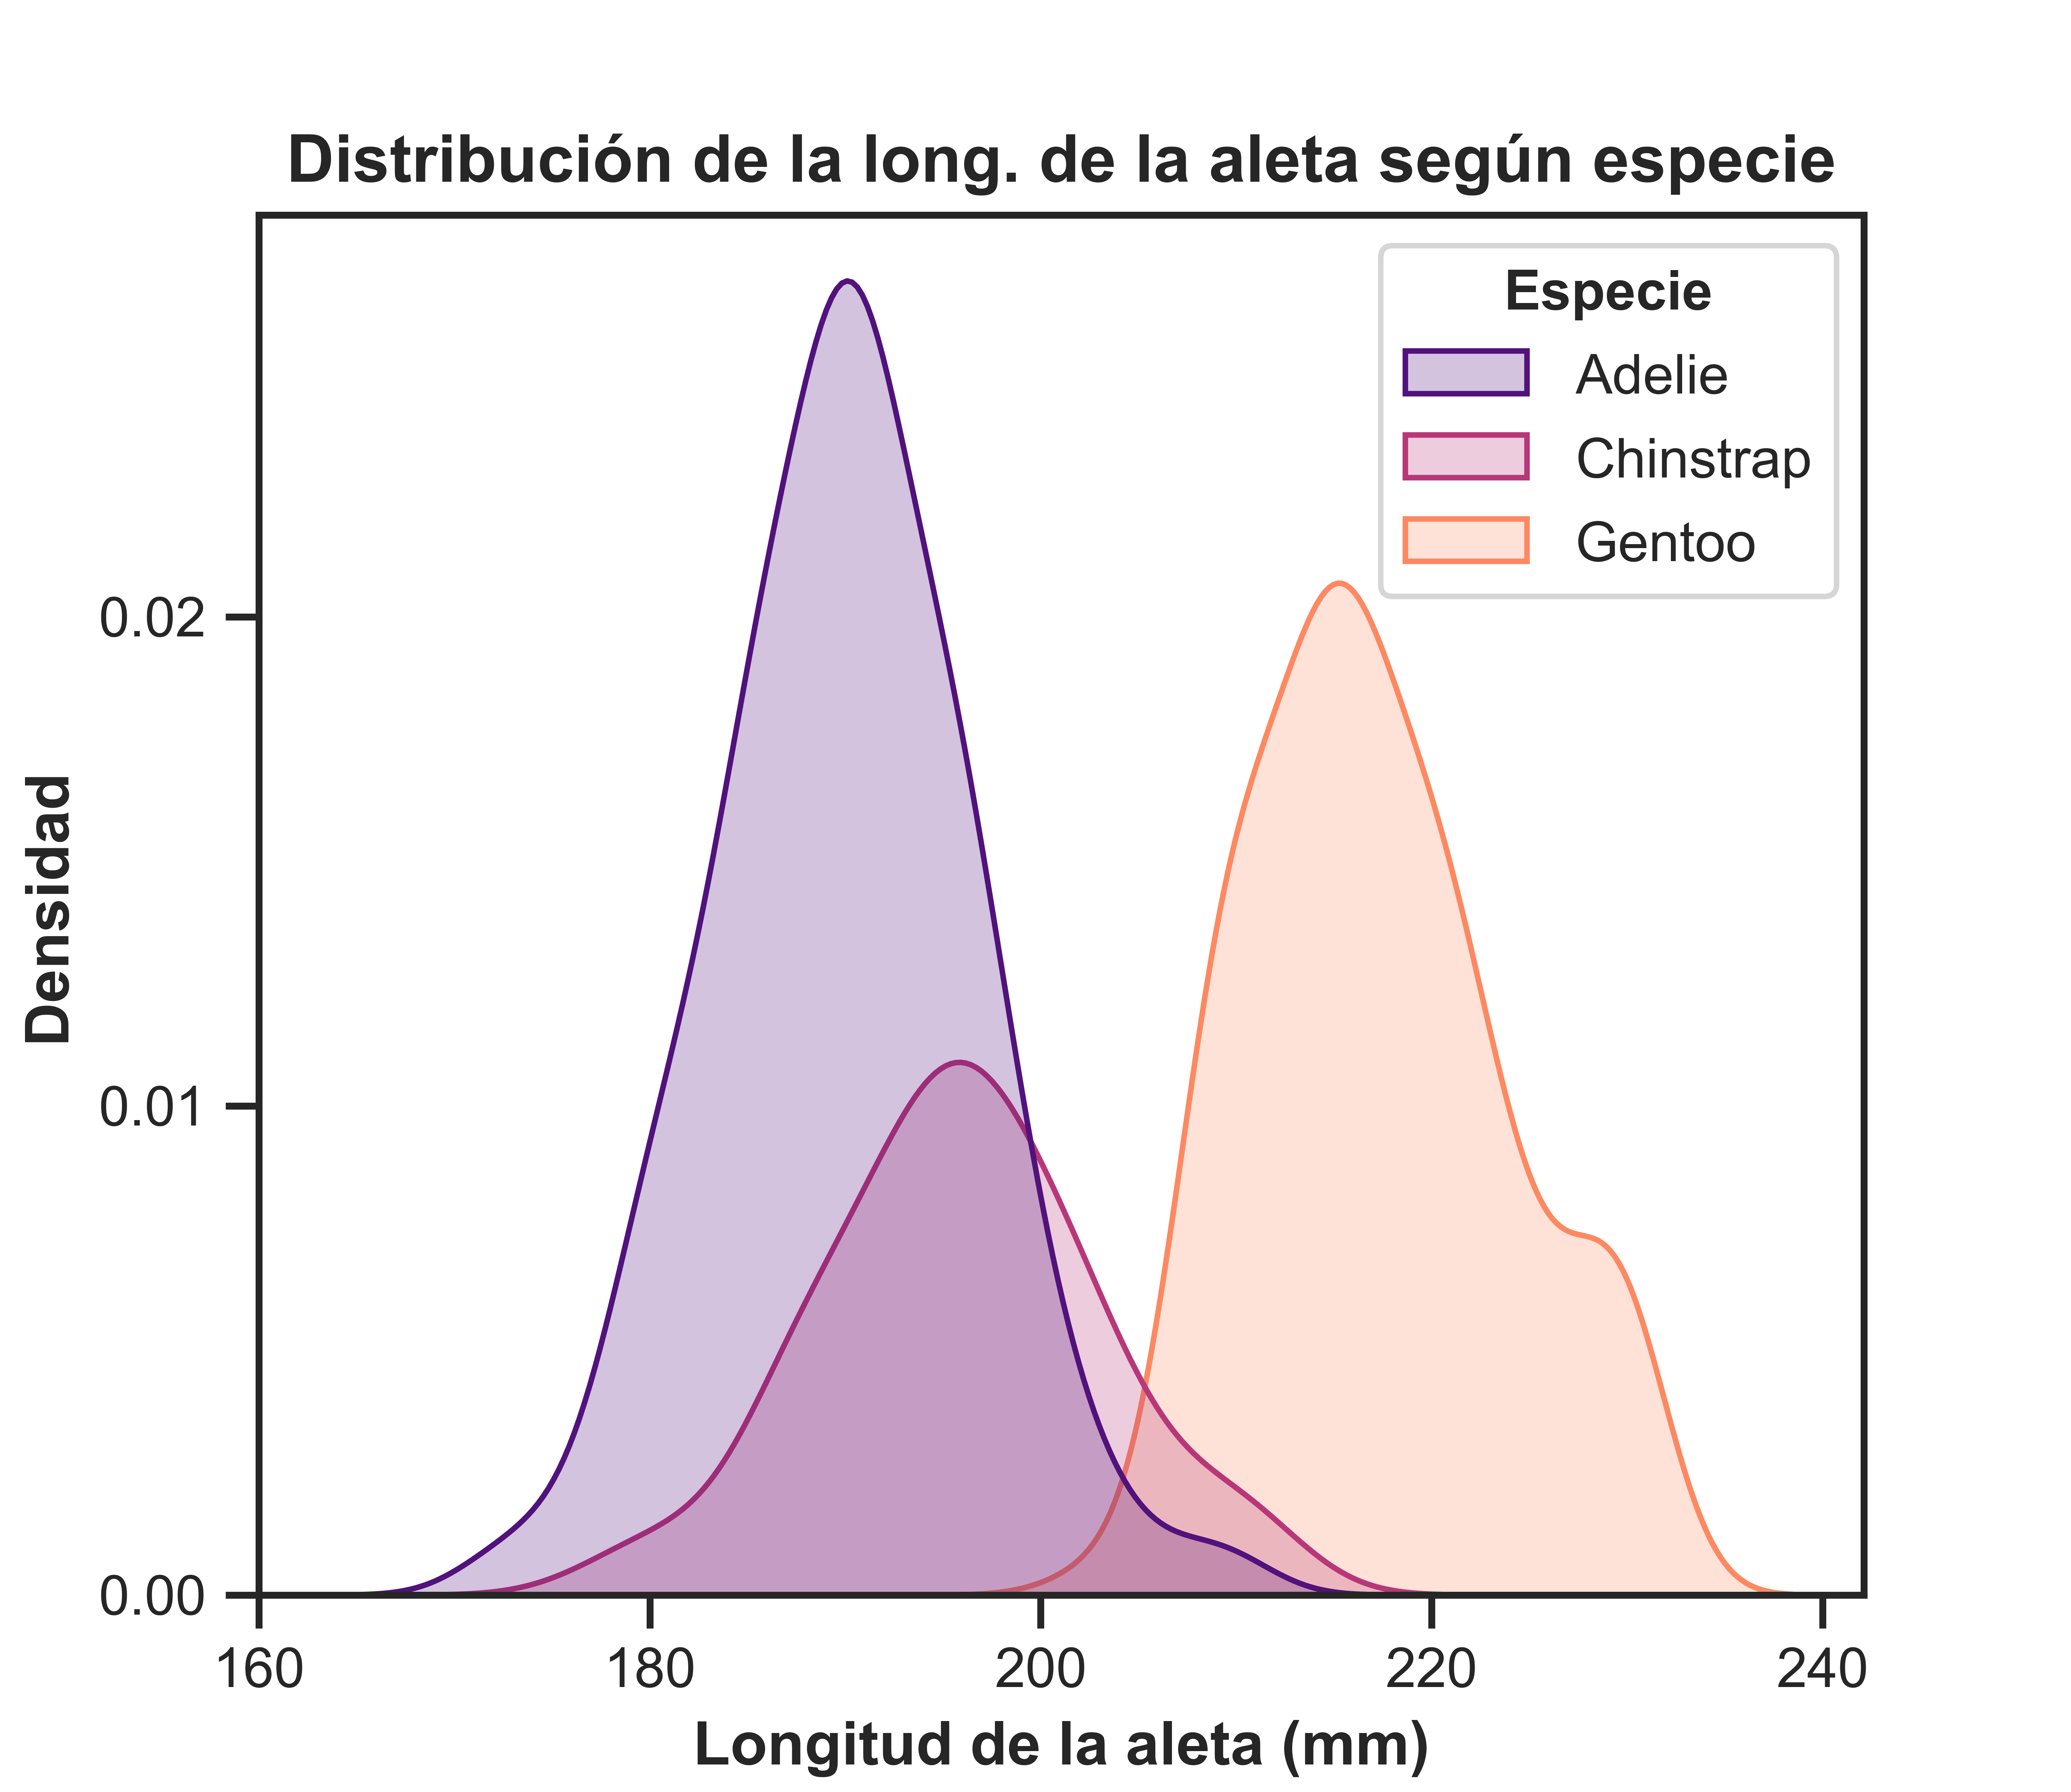 Distribución de la long. de la aleta según especie
Especie
Adelie
Chinstrap
Gentoo
Densidad
0.02
0.01
0.00
160 180 200 220 240
Longitud de la aleta (mm)